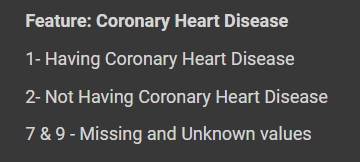 Feature: Coronary Heart Disease
1- Having Coronary Heart Disease
2- Not Having Coronary Heart Disease
7 & 9 - Missing and Unknown values